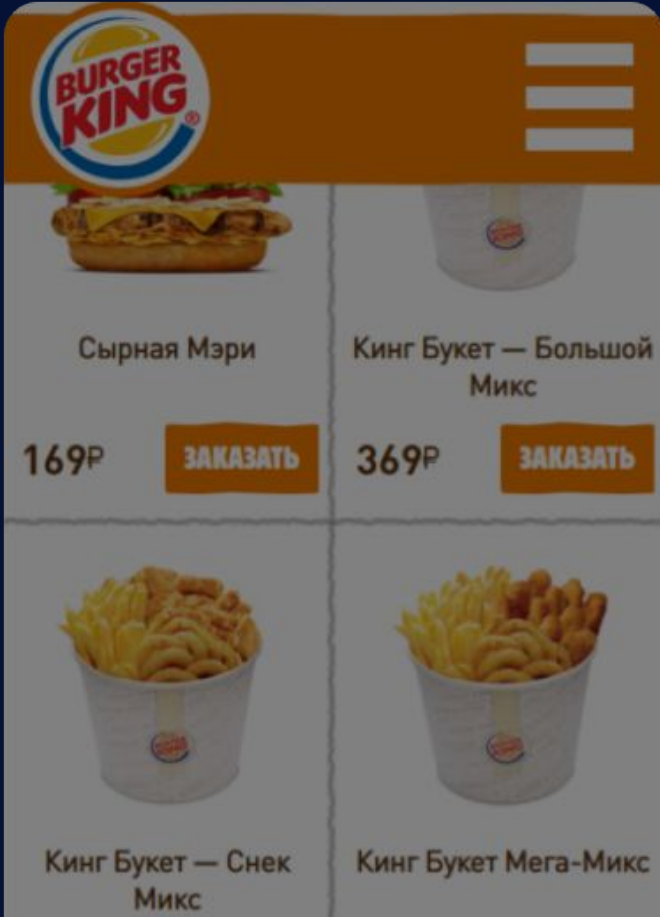 BURGER
KING®
Сырная Мэри
Кинг Букет — Большой
Микс
169₽
ЗАКАЗАТЬ
369₽
ЗАКАЗАТЬ
Кинг Букет — Снек
Микс
Кинг Букет Мега-Микс